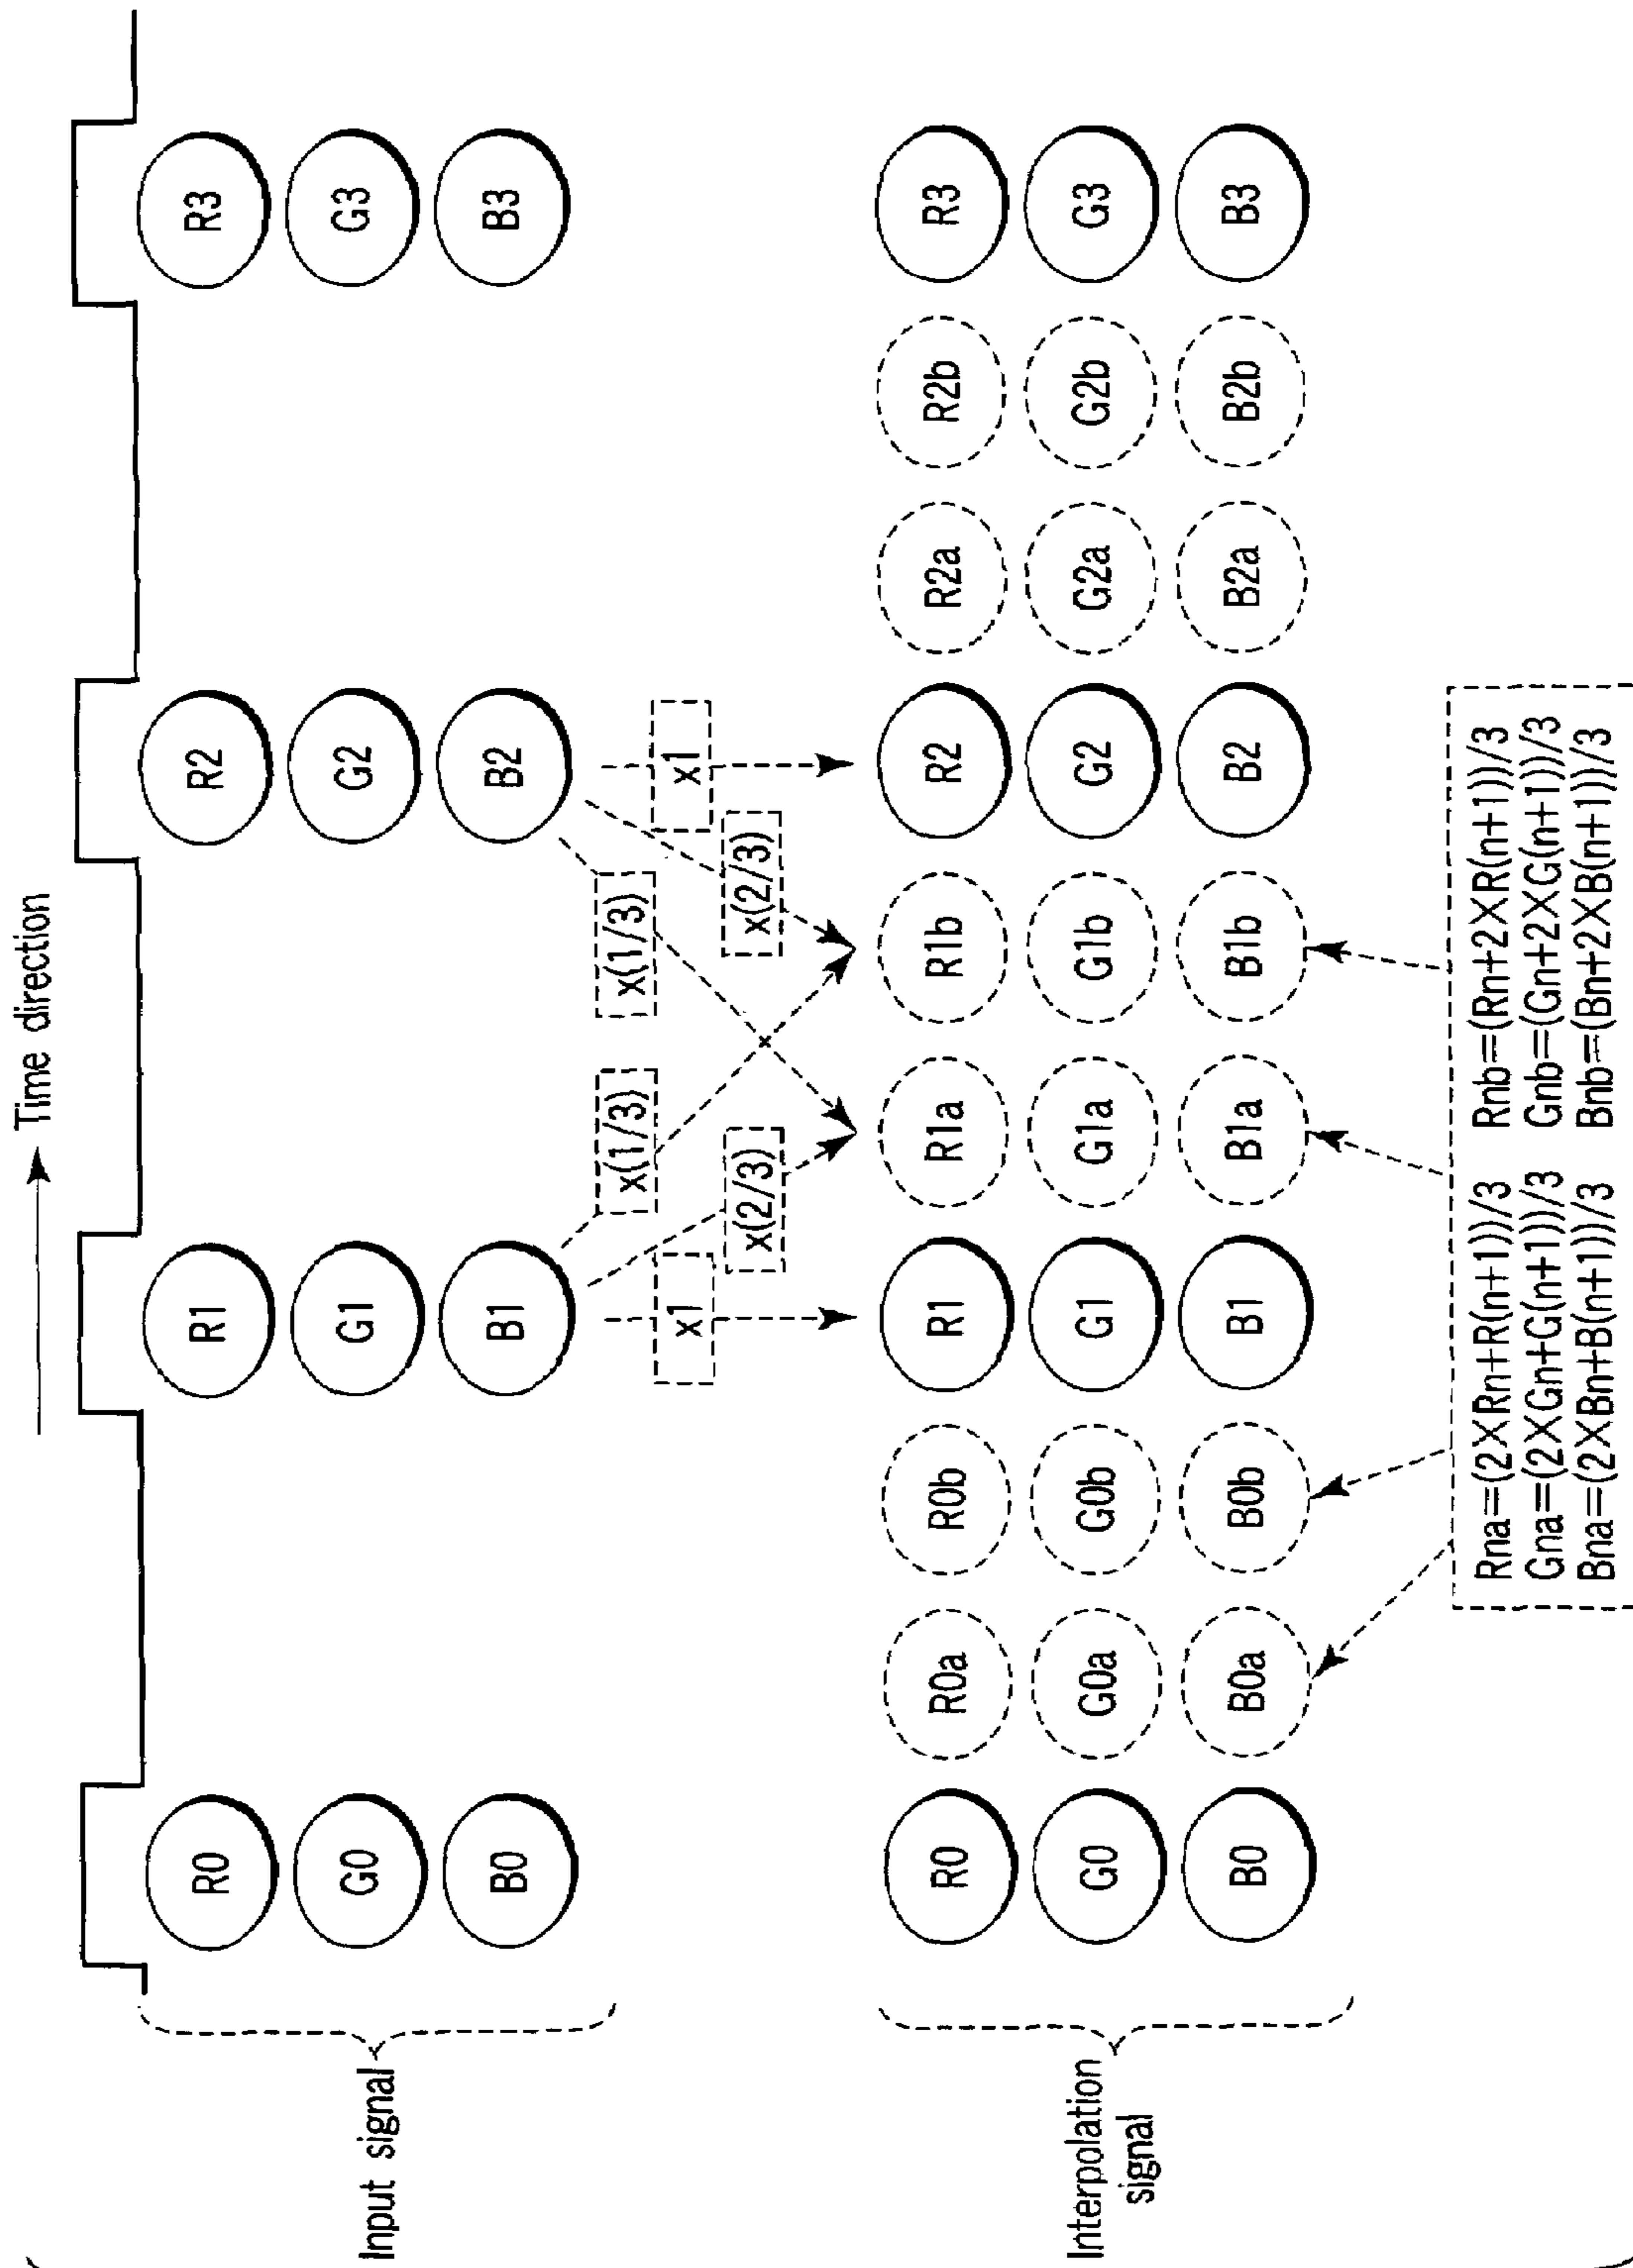 Time direction
R0 R1 R2 R3
G0 G1 G2 G3
B0 B1 B2 B3
Input signal
x(1/3) x(1/3)
x1 x1
x(2/3) x(2/3)
R0 R0a R0b R1 R1a R1b R2 R2a R2b R3
G0 G0a G0b G1 G1a G1b G2 G2a G2b G3
B0 B0a B0b B1 B1a B1b B2 B2a B2b B3
Interpolation
signal
Rna=(2×Rn+R(n+1))/3 Rnb=(Rn+2×R(n+1))/3
Gna=(2×Gn+G(n+1))/3 Gnb=(Gn+2×G(n+1))/3
Bna=(2×Bn+B(n+1))/3 Bnb=(Bn+2×B(n+1))/3